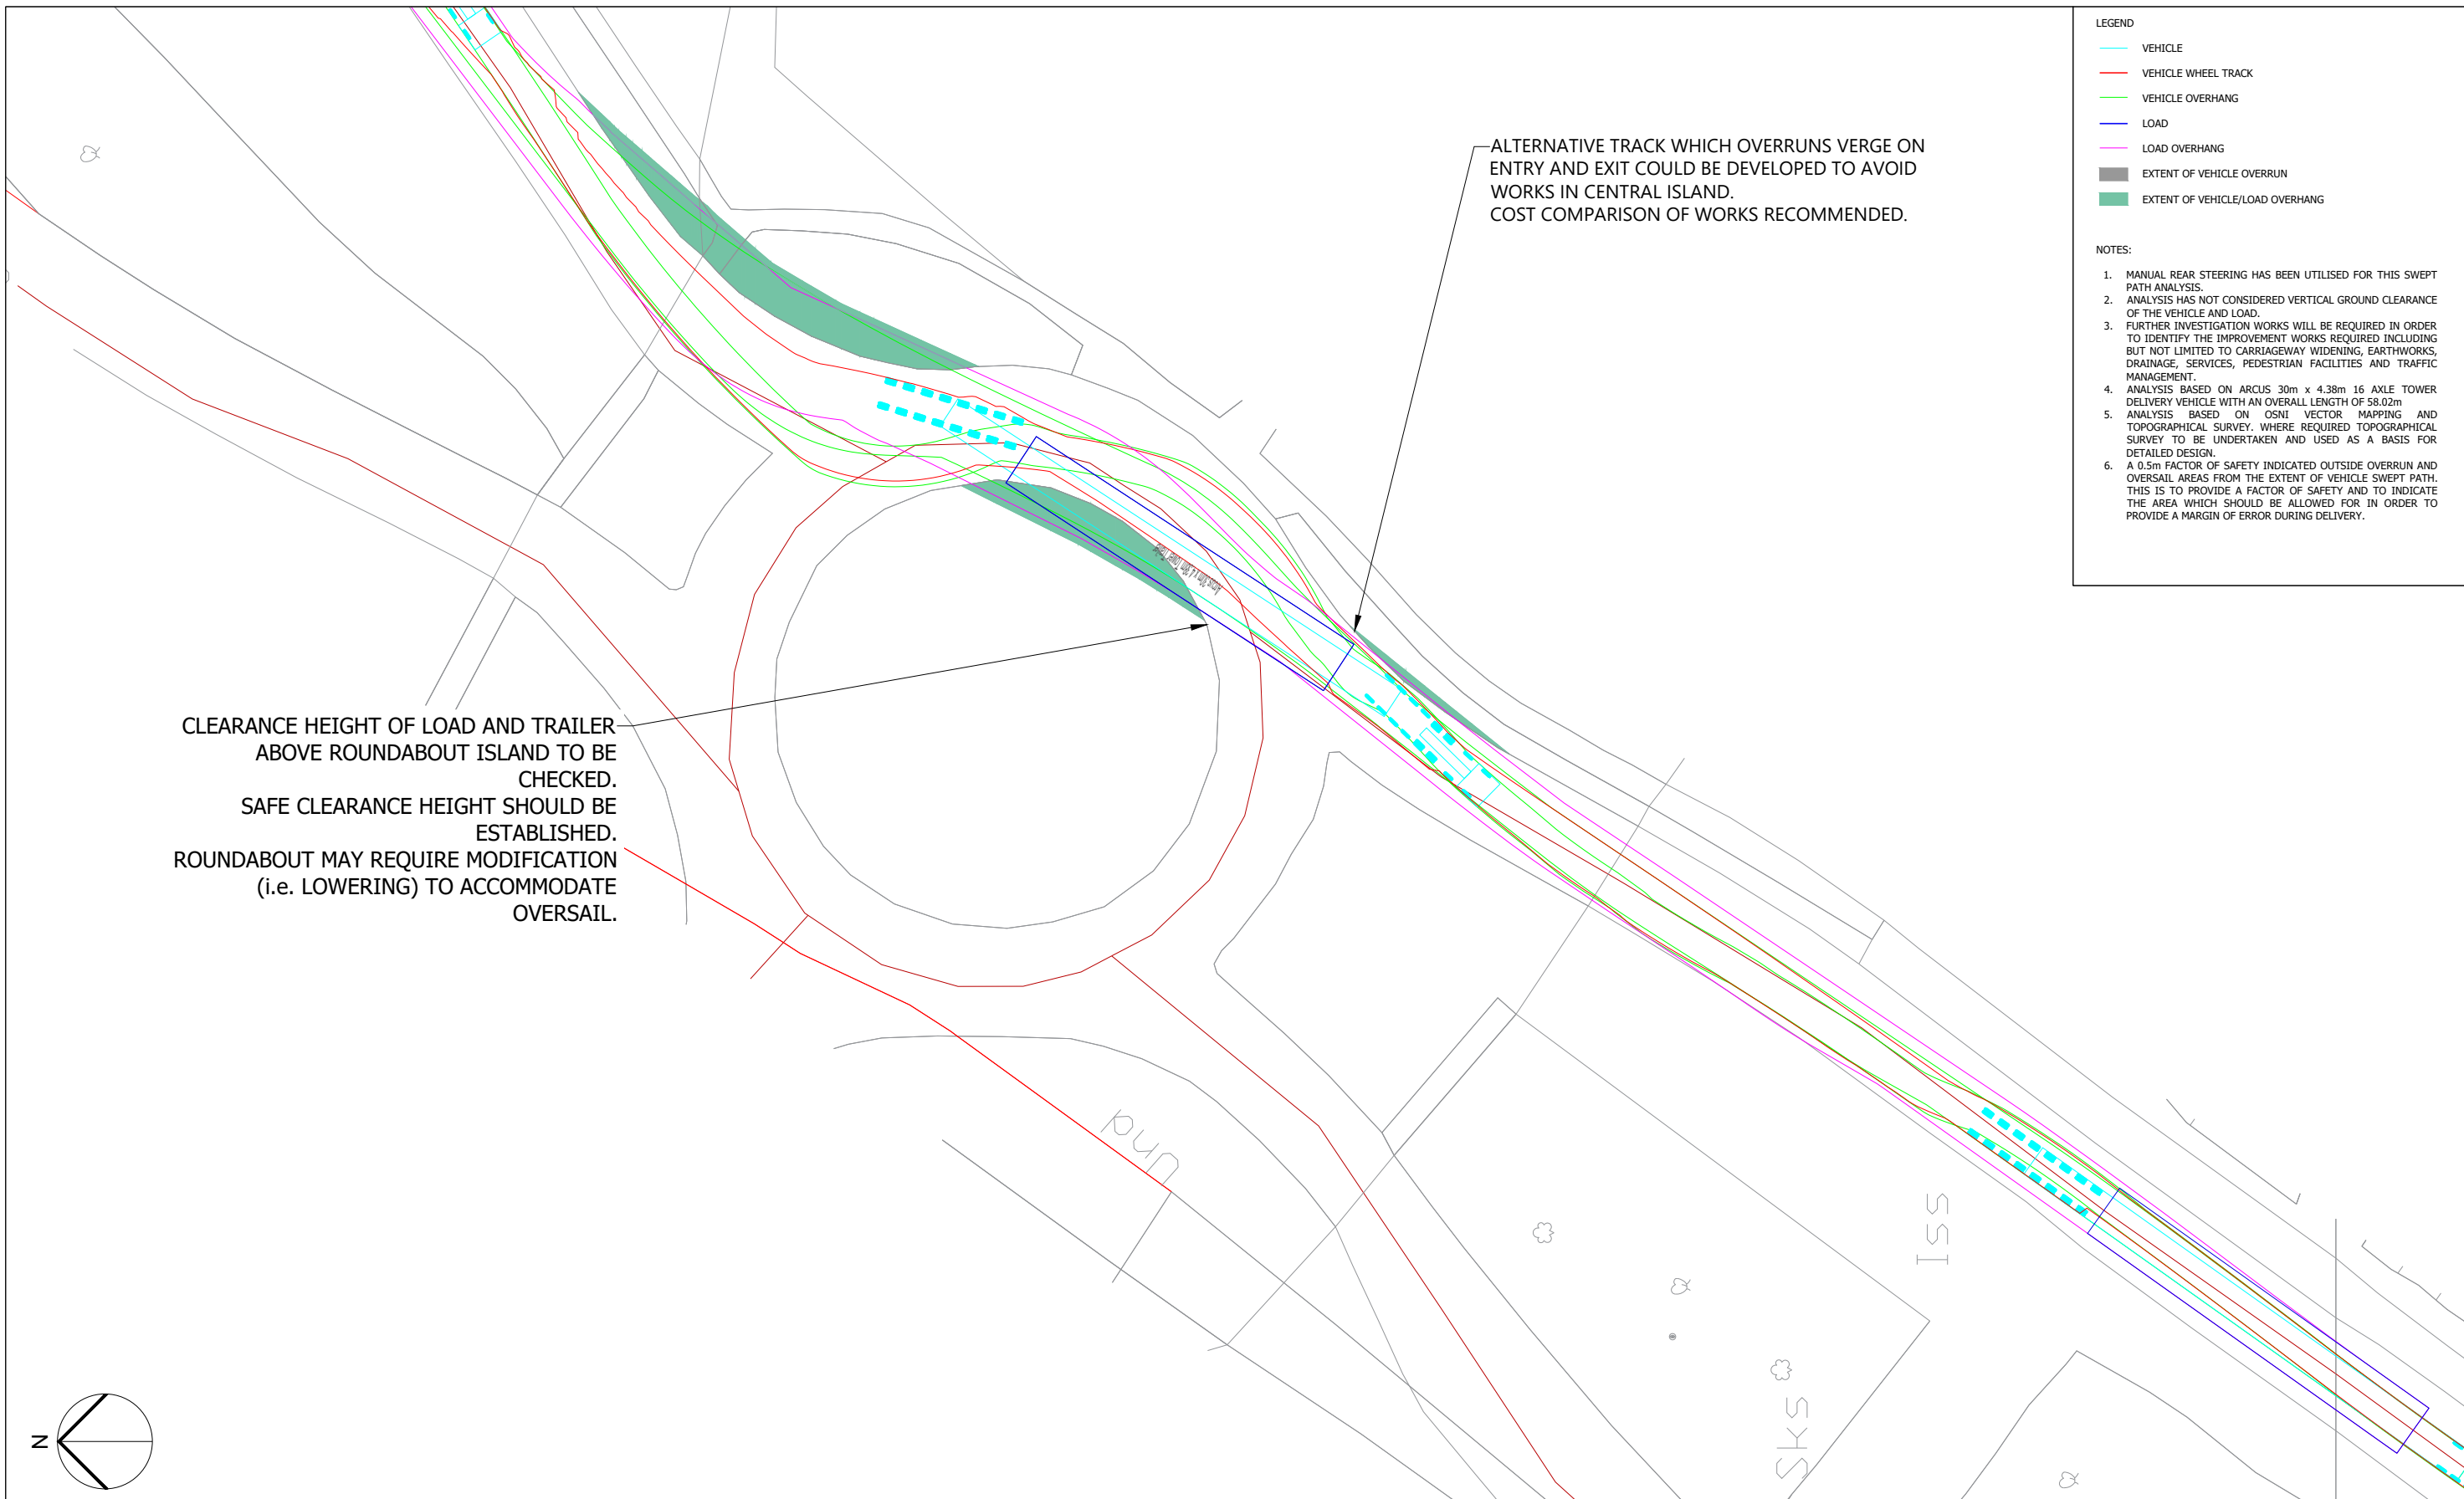 LEGEND
VEHICLE
VEHICLE WHEEL TRACK
VEHICLE OVERHANG
LOAD
LOAD OVERHANG
EXTENT OF VEHICLE OVERRUN
EXTENT OF VEHICLE/LOAD OVERHANG
NOTES:
1. MANUAL REAR STEERING HAS BEEN UTILISED FOR THIS SWEPT
PATH ANALYSIS.
2. ANALYSIS HAS NOT CONSIDERED VERTICAL GROUND CLEARANCE
OF THE VEHICLE AND LOAD.
3. FURTHER INVESTIGATION WORKS WILL BE REQUIRED IN ORDER
TO IDENTIFY THE IMPROVEMENT WORKS REQUIRED INCLUDING
BUT NOT LIMITED TO CARRIAGEWAY WIDENING, EARTHWORKS,
DRAINAGE, SERVICES, PEDESTRIAN FACILITIES AND TRAFFIC
MANAGEMENT.
4. ANALYSIS BASED ON ARCUS 30m x 4.38m 16 AXLE TOWER
DELIVERY VEHICLE WITH AN OVERALL LENGTH OF 58.02m
5. ANALYSIS BASED ON OSNI VECTOR MAPPING AND
TOPOGRAPHICAL SURVEY. WHERE REQUIRED TOPOGRAPHICAL
SURVEY TO BE UNDERTAKEN AND USED AS A BASIS FOR
DETAILED DESIGN.
6. A 0.5m FACTOR OF SAFETY INDICATED OUTSIDE OVERRUN AND
OVERSAIL AREAS FROM THE EXTENT OF VEHICLE SWEPT PATH.
THIS IS TO PROVIDE A FACTOR OF SAFETY AND TO INDICATE
THE AREA WHICH SHOULD BE ALLOWED FOR IN ORDER TO
PROVIDE A MARGIN OF ERROR DURING DELIVERY.
ALTERNATIVE TRACK WHICH OVERRUNS VERGE ON
ENTRY AND EXIT COULD BE DEVELOPED TO AVOID
WORKS IN CENTRAL ISLAND.
COST COMPARISON OF WORKS RECOMMENDED.
CLEARANCE HEIGHT OF LOAD AND TRAILER
ABOVE ROUNDABOUT ISLAND TO BE
CHECKED.
SAFE CLEARANCE HEIGHT SHOULD BE
ESTABLISHED.
ROUNDABOUT MAY REQUIRE MODIFICATION
(i.e. LOWERING) TO ACCOMMODATE
OVERSAIL.
und
Iss
Sks
N